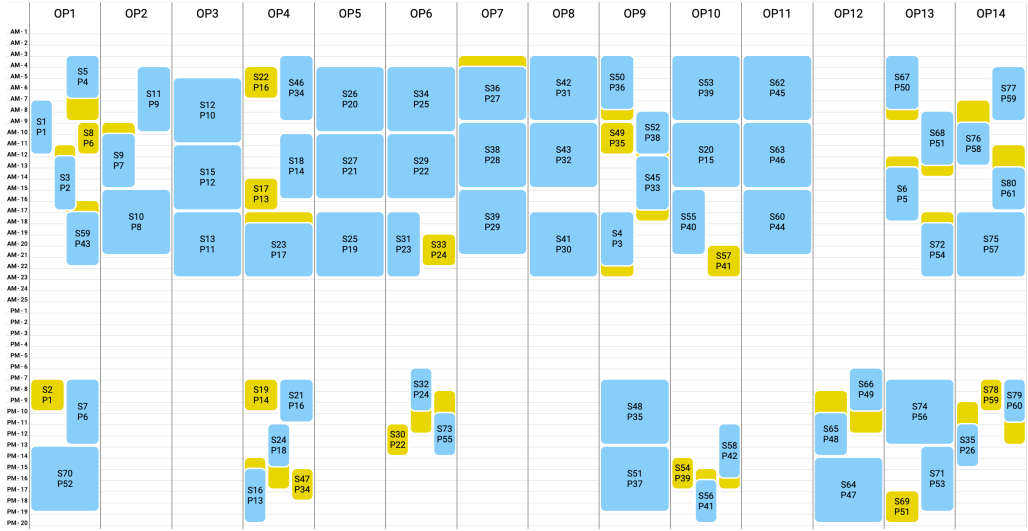 OP1
OP2
OP3
OP4
OP5
OP6
OP7
OP8
OP9
OP10
OP11
OP12
OP13
OP14
AM - 1
AM - 2
AM - 3
AM - 4
AM - 5
AM - 6
AM - 7
AM - 8
AM - 9
AM - 10
AM - 11
AM - 12
AM - 13
AM - 14
AM - 15
AM - 16
AM - 17
AM - 18
AM - 19
AM - 20
AM - 21
AM - 22
AM - 23
AM - 24
AM - 25
PM - 1
PM - 2
PM - 3
PM - 4
PM - 5
PM - 6
PM - 7
PM - 8
PM - 9
PM - 10
PM - 11
PM - 12
PM - 13
PM - 14
PM - 15
PM - 16
PM - 17
PM - 18
PM - 19
PM - 20
S5
P4
S1
P1
S8
P6
S3
P2
S59
P43
S2
P1
S7
P6
S70
P52
S11
P9
S9
P7
S10
P8
S12
P10
S15
P12
S13
P11
S22
P16
S46
P34
S18
P14
S17
P13
S23
P17
S19
P14
S21
P16
S24
P18
S16
P13
S47
P34
S26
P20
S27
P21
S25
P19
S34
P25
S29
P22
S31
P23
S33
P24
S32
P24
S30
P22
S73
P55
S36
P27
S38
P28
S39
P29
S42
P31
S43
P32
S41
P30
S50
P36
S49
P35
S52
P38
S45
P33
S4
P3
S48
P35
S51
P37
S53
P39
S20
P15
S55
P40
S57
P41
S58
P42
S54
P39
S56
P41
S62
P45
S63
P46
S60
P44
S66
P49
S65
P48
S64
P47
S67
P50
S68
P51
S6
P5
S72
P54
S74
P56
S71
P53
S69
P51
S77
P59
S76
P58
S80
P61
S75
P57
S78
P59
S79
P60
S35
P26